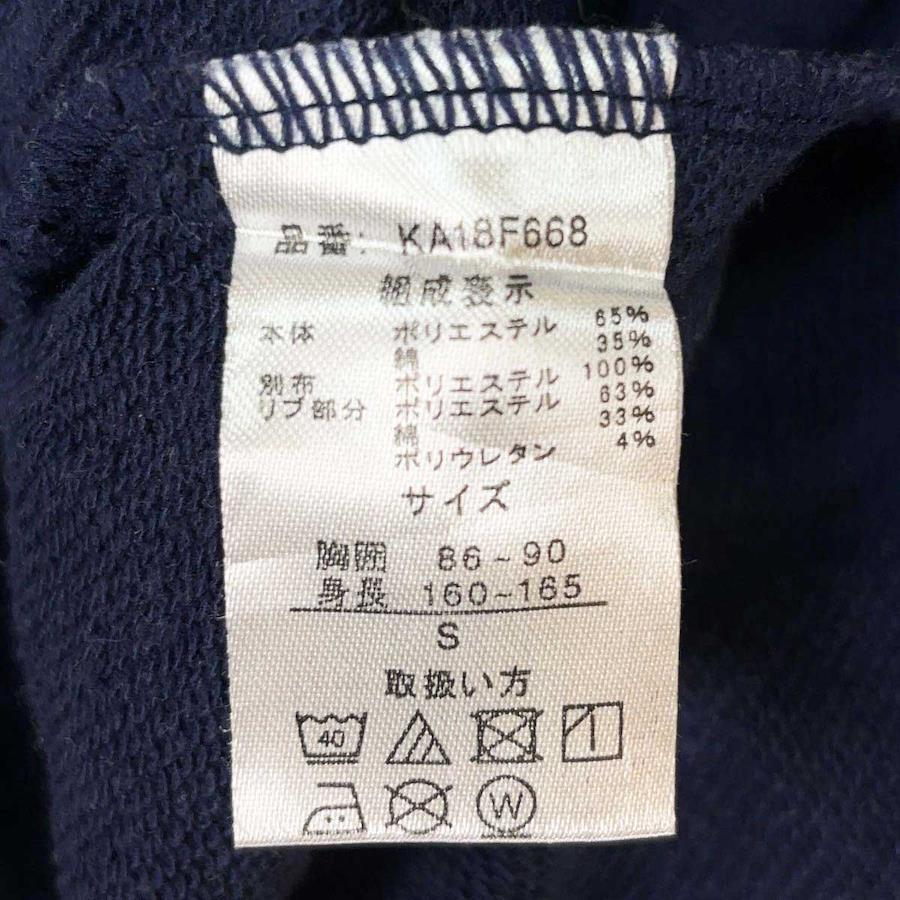 品番: KA18F668
組成表示
本体 ポリエステル 65%
綿 35%
別布 ポリエステル 100%
リブ部分 ポリエステル 63%
綿 33%
ポリウレタン 4%
サイズ
胸囲 86~90
身長 160~165
S
取扱い方
40
W